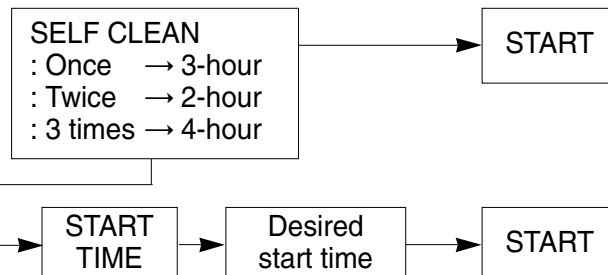 SELF CLEAN
: Once → 3-hour
: Twice → 2-hour
: 3 times → 4-hour
START
START
TIME
Desired
start time
START